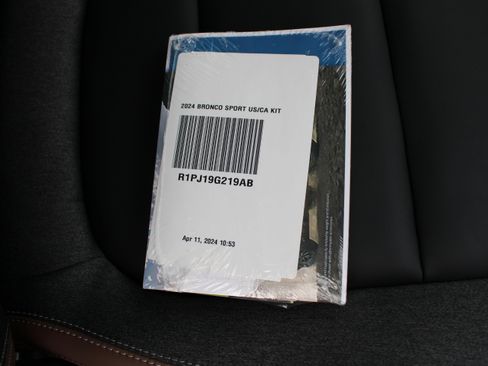 2024 BRONCO SPORT US/CA KIT
R1PJ19G219AB
Apr 11, 2024 10:53